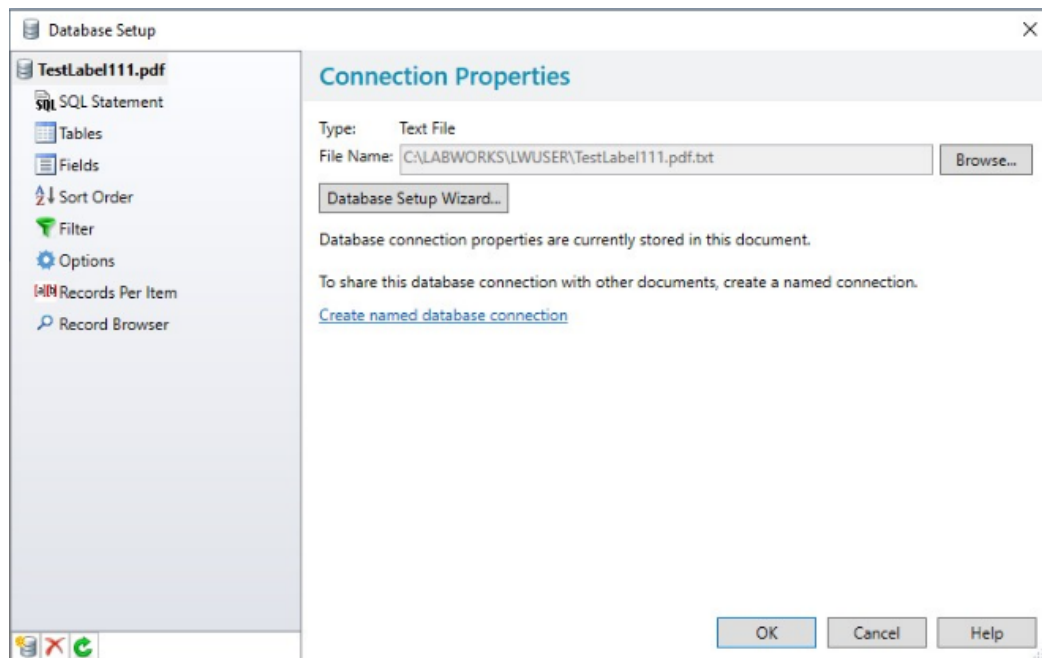 Database Setup
TestLabel111.pdf
SQL SQL Statement
Tables
Fields
Sort Order
Filter
Options
Records Per Item
Record Browser
Connection Properties
Type: Text File
File Name: C:\LABWORKS\LWUSER\TestLabel111.pdf.txt Browse...
Database Setup Wizard...
Database connection properties are currently stored in this document.
To share this database connection with other documents, create a named connection.
Create named database connection
OK Cancel Help